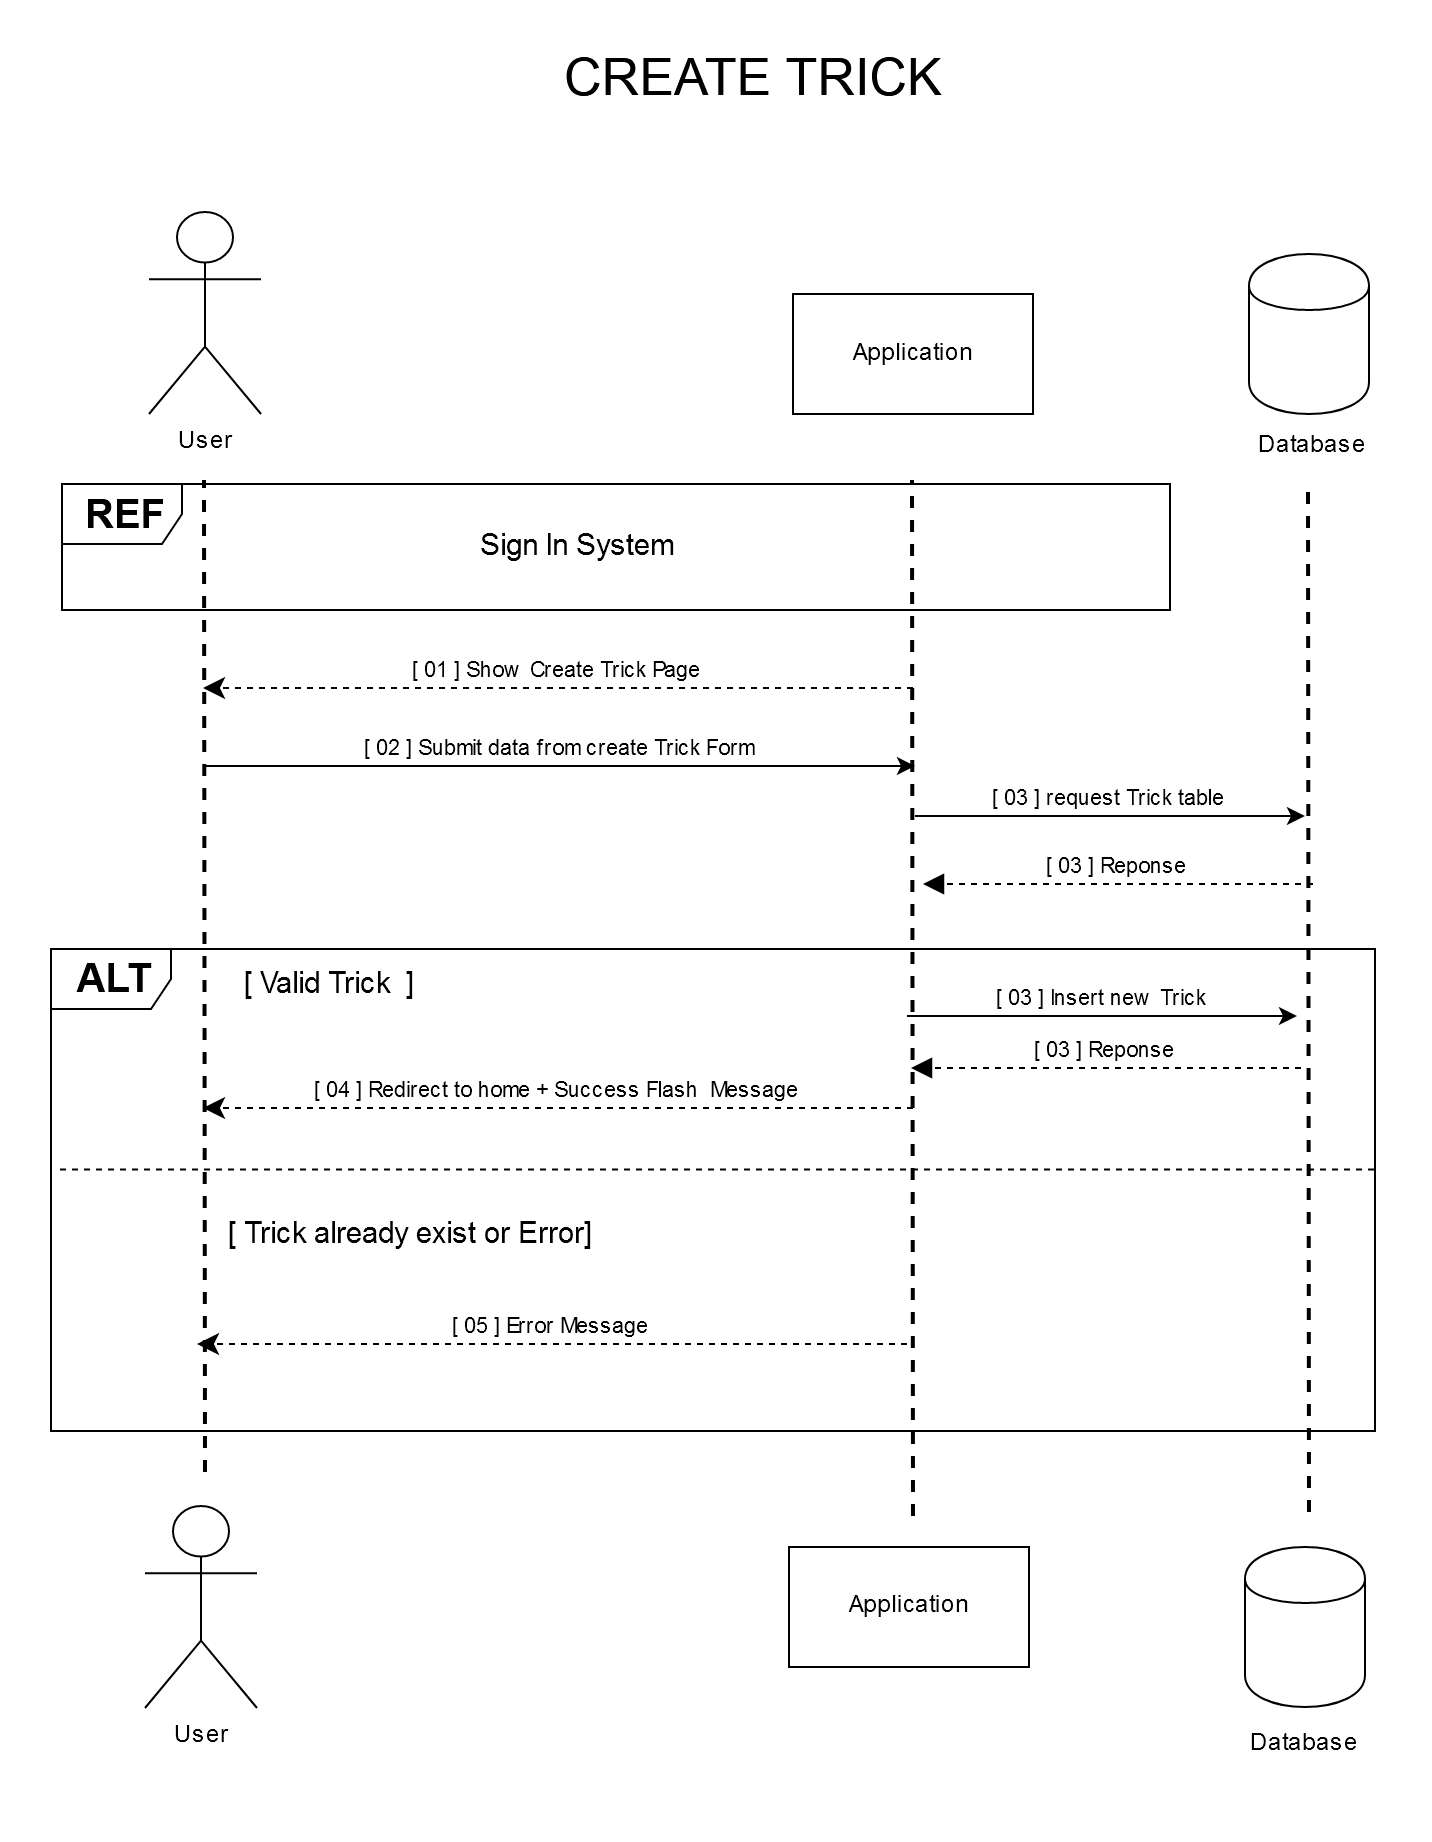 CREATE TRICK
User
Application
Database
REF
Sign In System
[ 01 ] Show Create Trick Page
[ 02 ] Submit data from create Trick Form
[ 03 ] request Trick table
[ 03 ] Reponse
ALT
[ Valid Trick ]
[ 03 ] Insert new Trick
[ 03 ] Reponse
[ 04 ] Redirect to home + Success Flash Message
[ Trick already exist or Error]
[ 05 ] Error Message
User
Application
Database